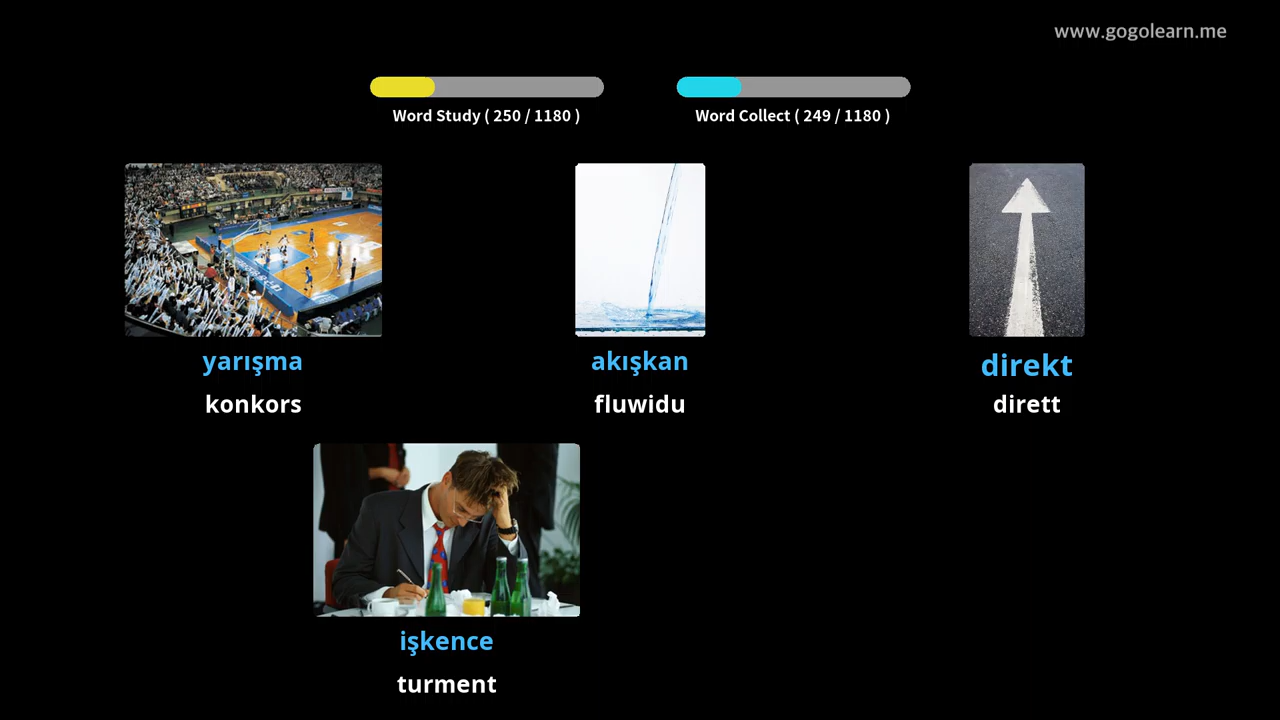 www.gogolearn.me
Word Study ( 250 / 1180 )
Word Collect ( 249 / 1180 )
yarışma
akışkan
direkt
konkors
fluwidu
dirett
işkence
turment